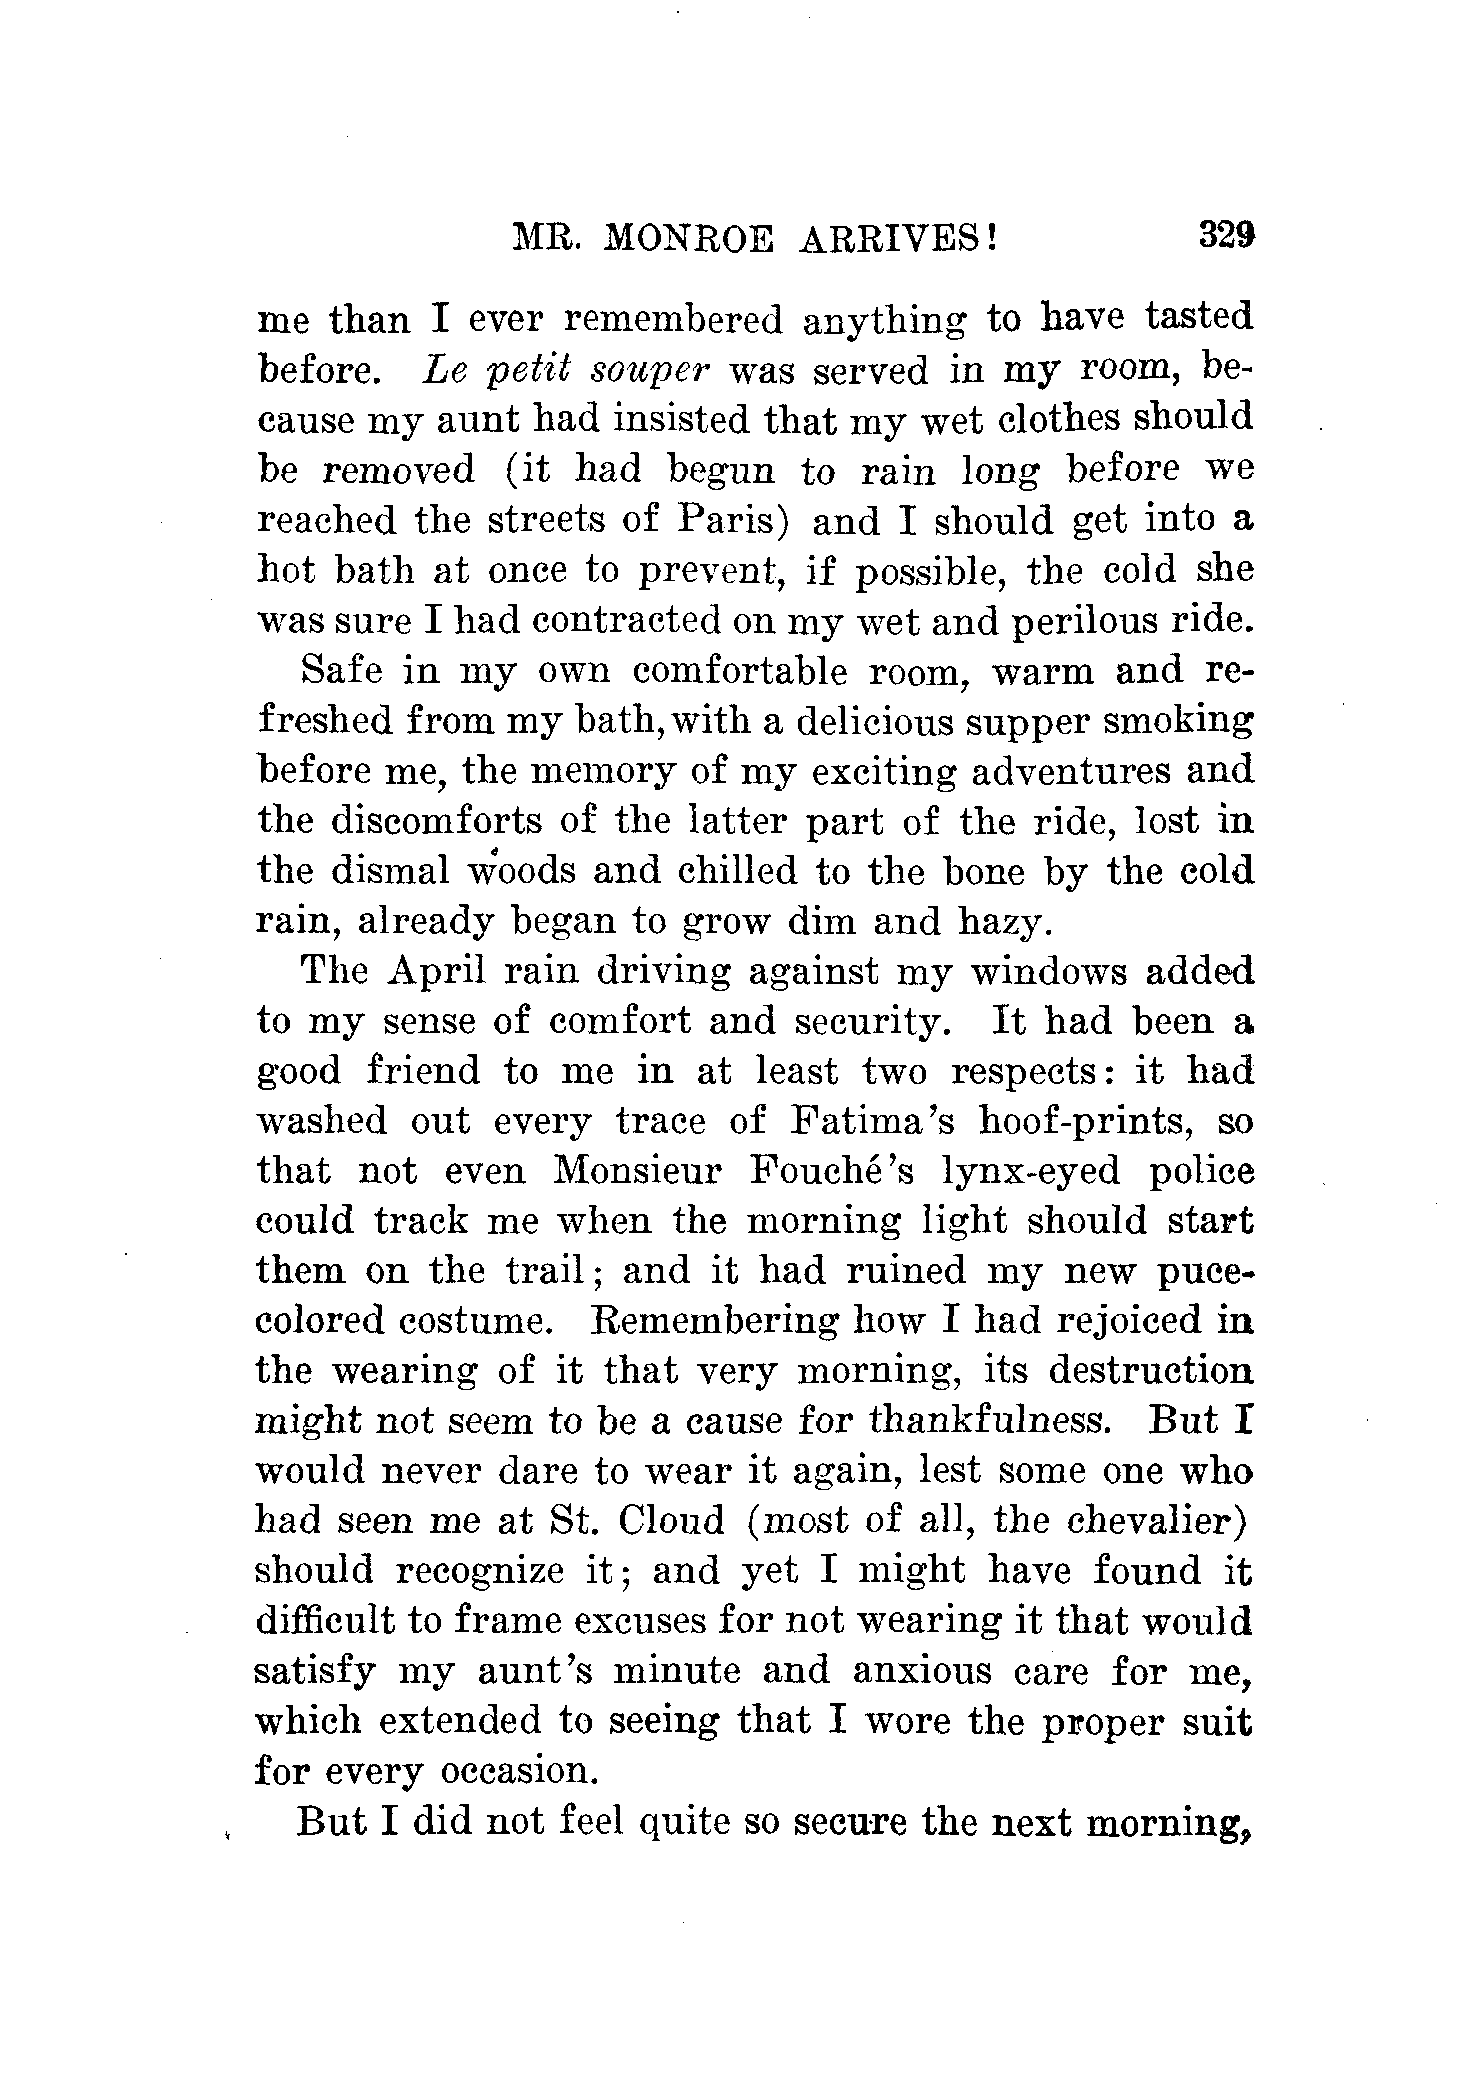 MR. MONROE ARRIVES! 329
me than I ever remembered anything to have tasted
before. Le petit souper was served in my room, be-
cause my aunt had insisted that my wet clothes should
be removed (it had begun to rain long before we
reached the streets of Paris) and I should get into a
hot bath at once to prevent, if possible, the cold she
was sure I had contracted on my wet and perilous ride.
Safe in my own comfortable room, warm and re-
freshed from my bath, with a delicious supper smoking
before me, the memory of my exciting adventures and
the discomforts of the latter part of the ride, lost in
the dismal woods and chilled to the bone by the cold
rain, already began to grow dim and hazy.
The April rain driving against my windows added
to my sense of comfort and security. It had been a
good friend to me in at least two respects: it had
washed out every trace of Fatima's hoof-prints, so
that not even Monsieur Fouché's lynx-eyed police
could track me when the morning light should start
them on the trail; and it had ruined my new puce-
colored costume. Remembering how I had rejoiced in
the wearing of it that very morning, its destruction
might not seem to be a cause for thankfulness. But I
would never dare to wear it again, lest some one who
had seen me at St. Cloud (most of all, the chevalier)
should recognize it; and yet I might have found it
difficult to frame excuses for not wearing it that would
satisfy my aunt's minute and anxious care for me,
which extended to seeing that I wore the proper suit
for every occasion.
But I did not feel quite so secure the next morning,